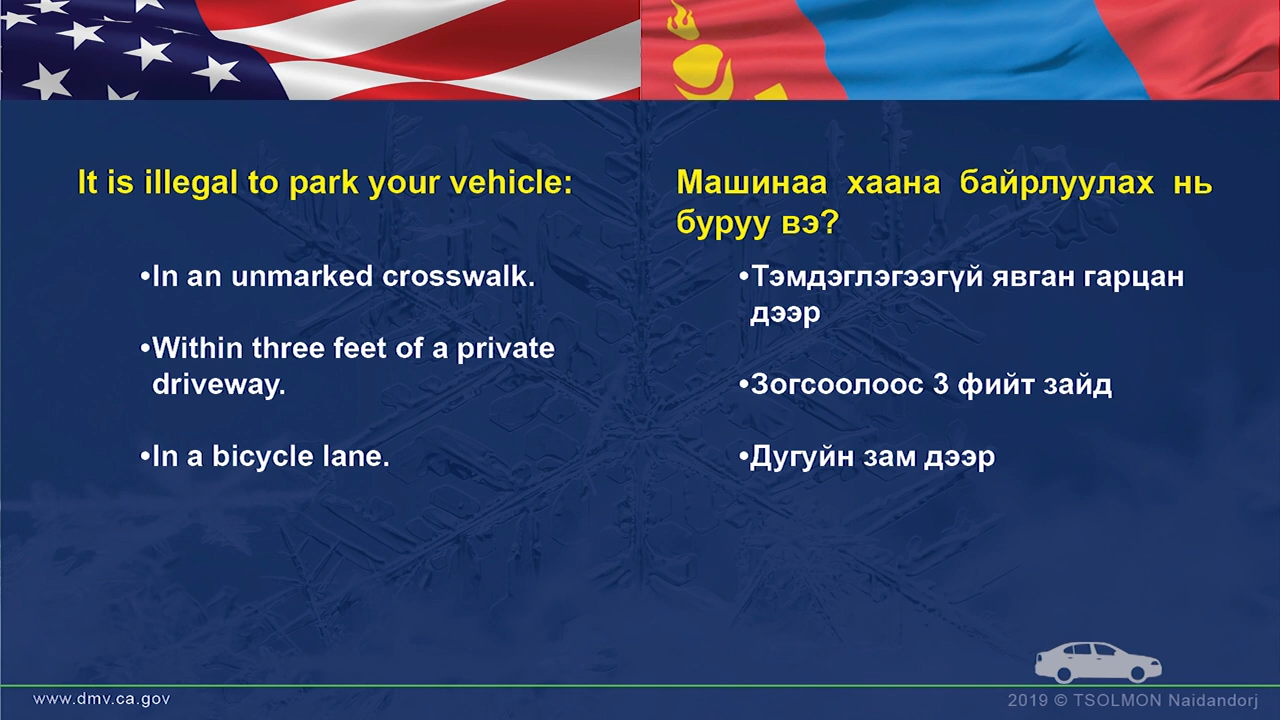 It is illegal to park your vehicle:
•In an unmarked crosswalk.
•Within three feet of a private
driveway.
•In a bicycle lane.
Машинаа хаана байрлуулах нь
буруу вэ?
•Тэмдэглэгээгүй явган гарцан
дээр
•Зогсоолоос 3 фийт зайд
•Дугуйн зам дээр
www.dmv.ca.gov
2019 © TSOLMON Naidandorj